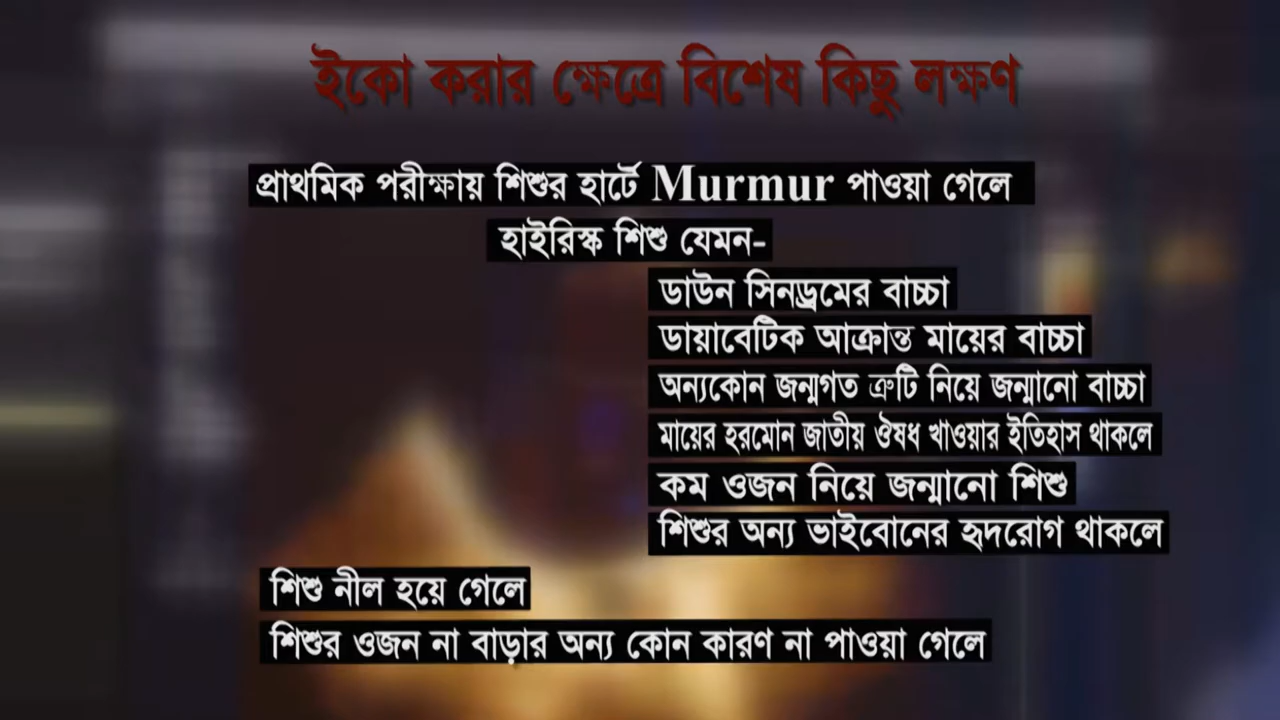 ইকো করার ক্ষেত্রে বিশেষ কিছু লক্ষণ
প্রাথমিক পরীক্ষায় শিশুর হার্টে Murmur পাওয়া গেলে
হাইরিস্ক শিশু যেমন-
ডাউন সিনড্রমের বাচ্চা
ডায়াবেটিক আক্রান্ত মায়ের বাচ্চা
অন্যকোন জন্মগত ত্রুটি নিয়ে জন্মানো বাচ্চা
মায়ের হরমোন জাতীয় ঔষধ খাওয়ার ইতিহাস থাকলে
কম ওজন নিয়ে জন্মানো শিশু
শিশুর অন্য ভাইবোনের হৃদরোগ থাকলে
শিশু নীল হয়ে গেলে
শিশুর ওজন না বাড়ার অন্য কোন কারণ না পাওয়া গেলে